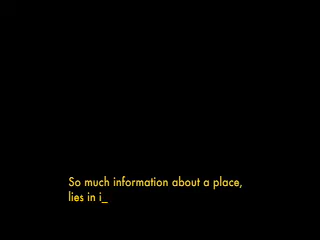 So much information about a place,
lies in i_